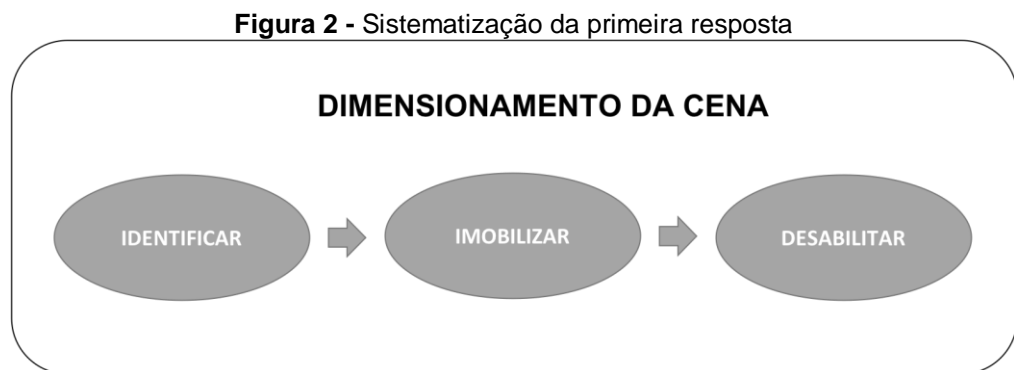 Figura 2 - Sistematização da primeira resposta
DIMENSIONAMENTO DA CENA
IDENTIFICAR
IMOBILIZAR
DESABILITAR